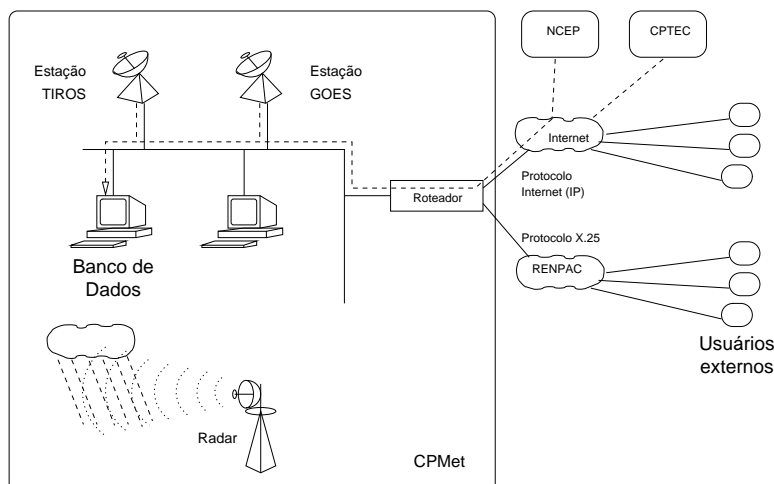 NCEP
CPTEC
Estação
TIROS
Estação
GOES
Internet
Protocolo
Internet (IP)
Roteador
Protocolo X.25
RENPAC
Banco de
Dados
Usuários
externos
Radar
CPMet